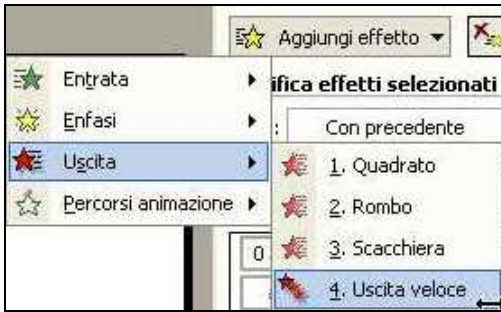 Aggiungi effetto
ifica effetti selezionati
Entrata
Enfasi
: Con precedente
Uscita
1. Quadrato
Percorsi animazione
2. Rombo
0
3. Scacchiera
4. Uscita veloce